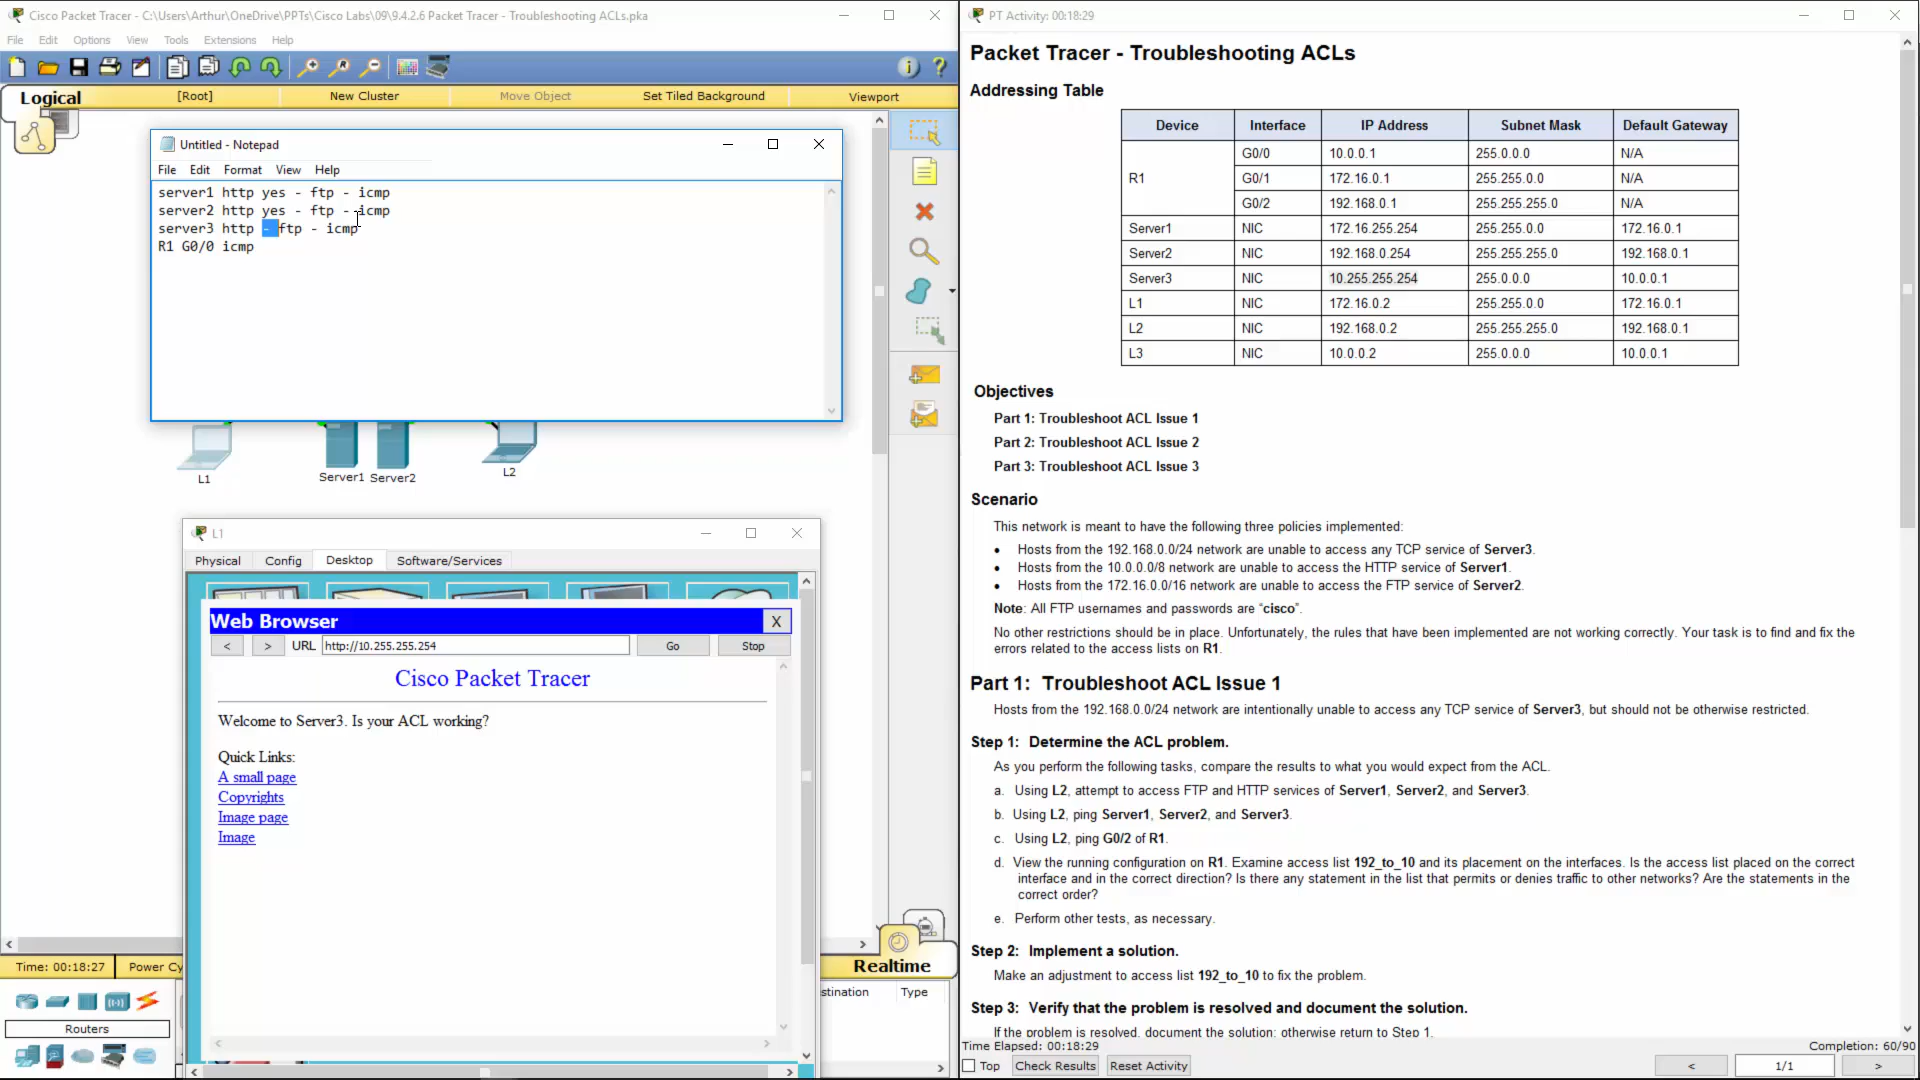 Cisco Packet Tracer - C:\Users\Arthur\OneDrive\PPTs\Cisco Labs\09\9.4.2.6 Packet Tracer - Troubleshooting ACLs.pka
File Edit Options View Tools Extensions Help
Logical [Root] New Cluster Move Object Set Tiled Background Viewport
Untitled - Notepad
File Edit Format View Help
server1 http yes - ftp - icmp
server2 http yes - ftp - icmp
server3 http - ftp - icmp
R1 G0/0 icmp
L1 Server1 Server2 L2
L1
Physical Config Desktop Software/Services
Web Browser X
< > URL http://10.255.255.254 Go Stop
Cisco Packet Tracer
Welcome to Server3. Is your ACL working?
Quick Links:
A small page
Copyrights
Image page
Image
Time: 00:18:27 Power Cy
Realtime
stination Type
Routers
PT Activity: 00:18:29
Packet Tracer - Troubleshooting ACLs
Addressing Table
Device Interface IP Address Subnet Mask Default Gateway
R1
G0/0 10.0.0.1 255.0.0.0 N/A
G0/1 172.16.0.1 255.255.0.0 N/A
G0/2 192.168.0.1 255.255.255.0 N/A
Server1 NIC 172.16.255.254 255.255.0.0 172.16.0.1
Server2 NIC 192.168.0.254 255.255.255.0 192.168.0.1
Server3 NIC 10.255.255.254 255.0.0.0 10.0.0.1
L1 NIC 172.16.0.2 255.255.0.0 172.16.0.1
L2 NIC 192.168.0.2 255.255.255.0 192.168.0.1
L3 NIC 10.0.0.2 255.0.0.0 10.0.0.1
Objectives
Part 1: Troubleshoot ACL Issue 1
Part 2: Troubleshoot ACL Issue 2
Part 3: Troubleshoot ACL Issue 3
Scenario
This network is meant to have the following three policies implemented:
• Hosts from the 192.168.0.0/24 network are unable to access any TCP service of Server3.
• Hosts from the 10.0.0.0/8 network are unable to access the HTTP service of Server1.
• Hosts from the 172.16.0.0/16 network are unable to access the FTP service of Server2.
Note: All FTP usernames and passwords are “cisco”.
No other restrictions should be in place. Unfortunately, the rules that have been implemented are not working correctly. Your task is to find and fix the
errors related to the access lists on R1.
Part 1: Troubleshoot ACL Issue 1
Hosts from the 192.168.0.0/24 network are intentionally unable to access any TCP service of Server3, but should not be otherwise restricted.
Step 1: Determine the ACL problem.
As you perform the following tasks, compare the results to what you would expect from the ACL.
a. Using L2, attempt to access FTP and HTTP services of Server1, Server2, and Server3.
b. Using L2, ping Server1, Server2, and Server3.
c. Using L2, ping G0/2 of R1.
d. View the running configuration on R1. Examine access list 192_to_10 and its placement on the interfaces. Is the access list placed on the correct
interface and in the correct direction? Is there any statement in the list that permits or denies traffic to other networks? Are the statements in the
correct order?
e. Perform other tests, as necessary.
Step 2: Implement a solution.
Make an adjustment to access list 192_to_10 to fix the problem.
Step 3: Verify that the problem is resolved and document the solution.
If the problem is resolved, document the solution; otherwise return to Step 1.
Time Elapsed: 00:18:29 Completion: 60/90
Top Check Results Reset Activity < 1/1 >